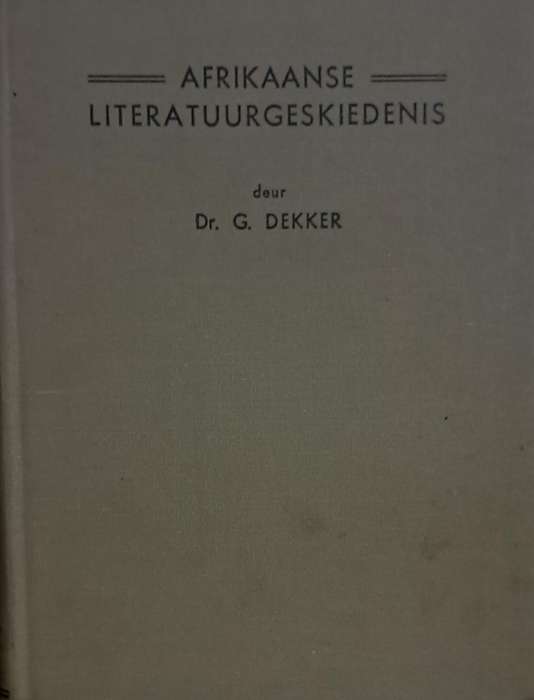 AFRIKAANSE
LITERATUURGESKIEDENIS
deur
Dr. G. DEKKER